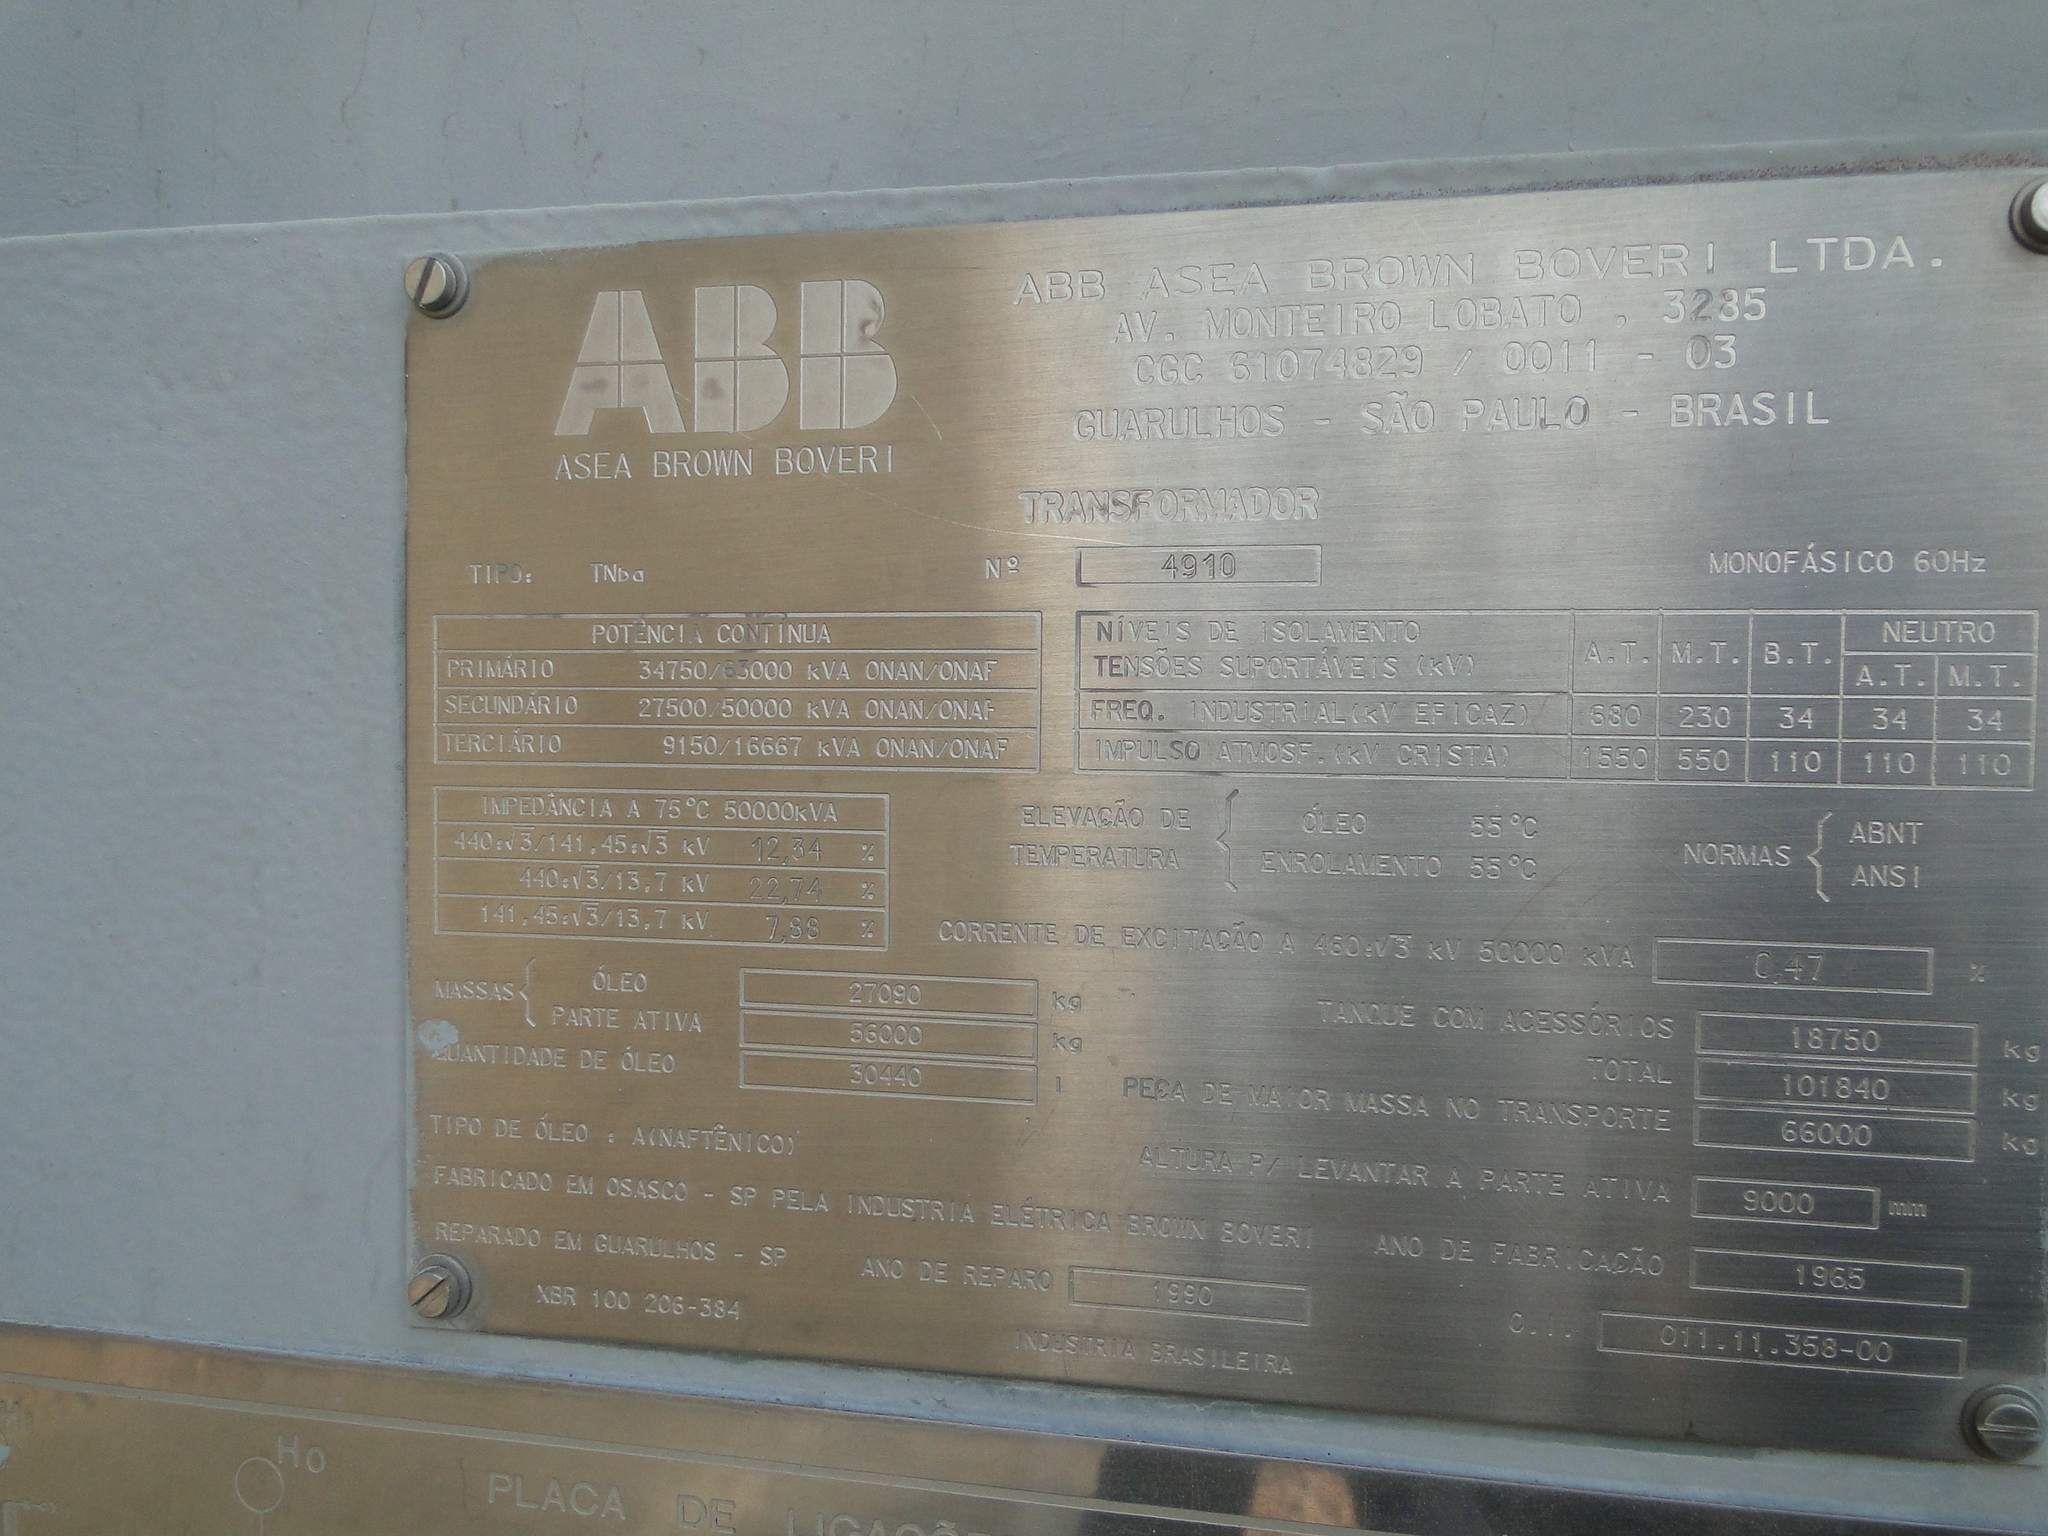 ABB
ASEA BROWN BOVERI
ABB ASEA BROWN BOVERI LTDA.
AV. MONTEIRO LOBATO , 3285
CGC 61074829 / 0011 - 03
GUARULHOS - SÃO PAULO - BRASIL
TRANSFORMADOR
TIPO: TNba Nº 4910 MONOFÁSICO 60Hz
POTÊNCIA CONTÍNUA
PRIMÁRIO 34750/63000 kVA ONAN/ONAF
SECUNDÁRIO 27500/50000 kVA ONAN/ONAF
TERCIÁRIO 9150/16667 kVA ONAN/ONAF
NÍVEIS DE ISOLAMENTO
TENSÕES SUPORTÁVEIS (kV) A.T. M.T. B.T. NEUTRO
A.T. M.T.
FREQ. INDUSTRIAL(kV EFICAZ) 680 230 34 34 34
IMPULSO ATMOSF.(kV CRISTA) 1550 550 110 110 110
IMPEDÂNCIA A 75°C 50000kVA
440:√3/141,45:√3 kV 12,34 %
440:√3/13,7 kV 22,74 %
141,45:√3/13,7 kV 7,88 %
ELEVAÇÃO DE TEMPERATURA
ÓLEO 55°C
ENROLAMENTO 55°C
NORMAS ABNT
ANSI
CORRENTE DE EXCITAÇÃO A 460:√3 kV 50000 kVA 0,47 %
MASSAS ÓLEO 27090 kg
PARTE ATIVA 56000 kg
QUANTIDADE DE ÓLEO 30440 l
TANQUE COM ACESSÓRIOS 18750 kg
TOTAL 101840 kg
PEÇA DE MAIOR MASSA NO TRANSPORTE 66000 kg
TIPO DE ÓLEO : A(NAFTÊNICO)
ALTURA P/ LEVANTAR A PARTE ATIVA 9000 mm
FABRICADO EM OSASCO - SP PELA INDUSTRIA ELÉTRICA BROWN BOVERI
ANO DE FABRICAÇÃO 1965
REPARADO EM GUARULHOS - SP ANO DE REPARO 1990
XBR 100 206-384
O.I. 011.11.358-00
INDUSTRIA BRASILEIRA
H0
PLACA DE